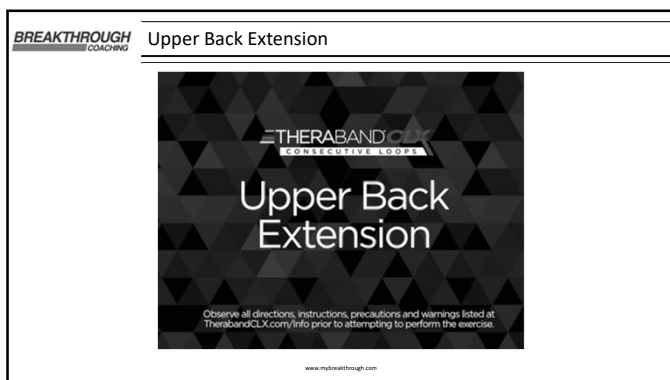 BREAKTHROUGH
COACHING
Upper Back Extension
THERABAND CLX
CONSECUTIVE LOOPS
Upper Back
Extension
Observe all directions, instructions, precautions and warnings listed at
TherabandCLX.com/Info prior to attempting to perform the exercise.
www.mybreakthrough.com